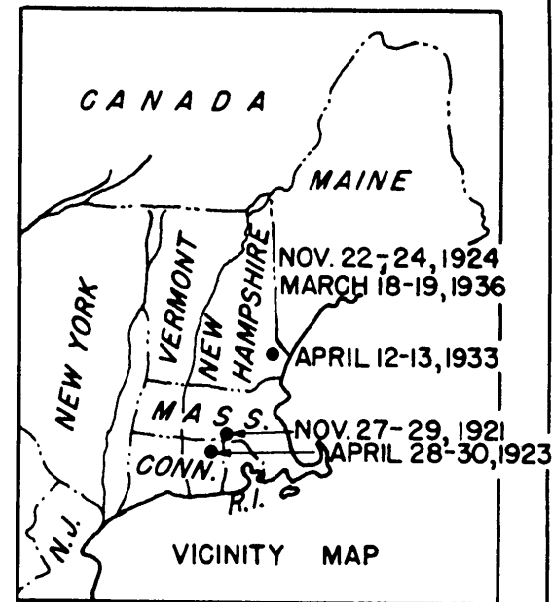 CANADA
MAINE
VERMONT
NEW HAMPSHIRE
NEW YORK
NOV. 22-24, 1924
MARCH 18-19, 1936
APRIL 12-13, 1933
MASS.
NOV. 27-29, 1921
APRIL 28-30, 1923
CONN.
R.I.
N.J.
VICINITY MAP